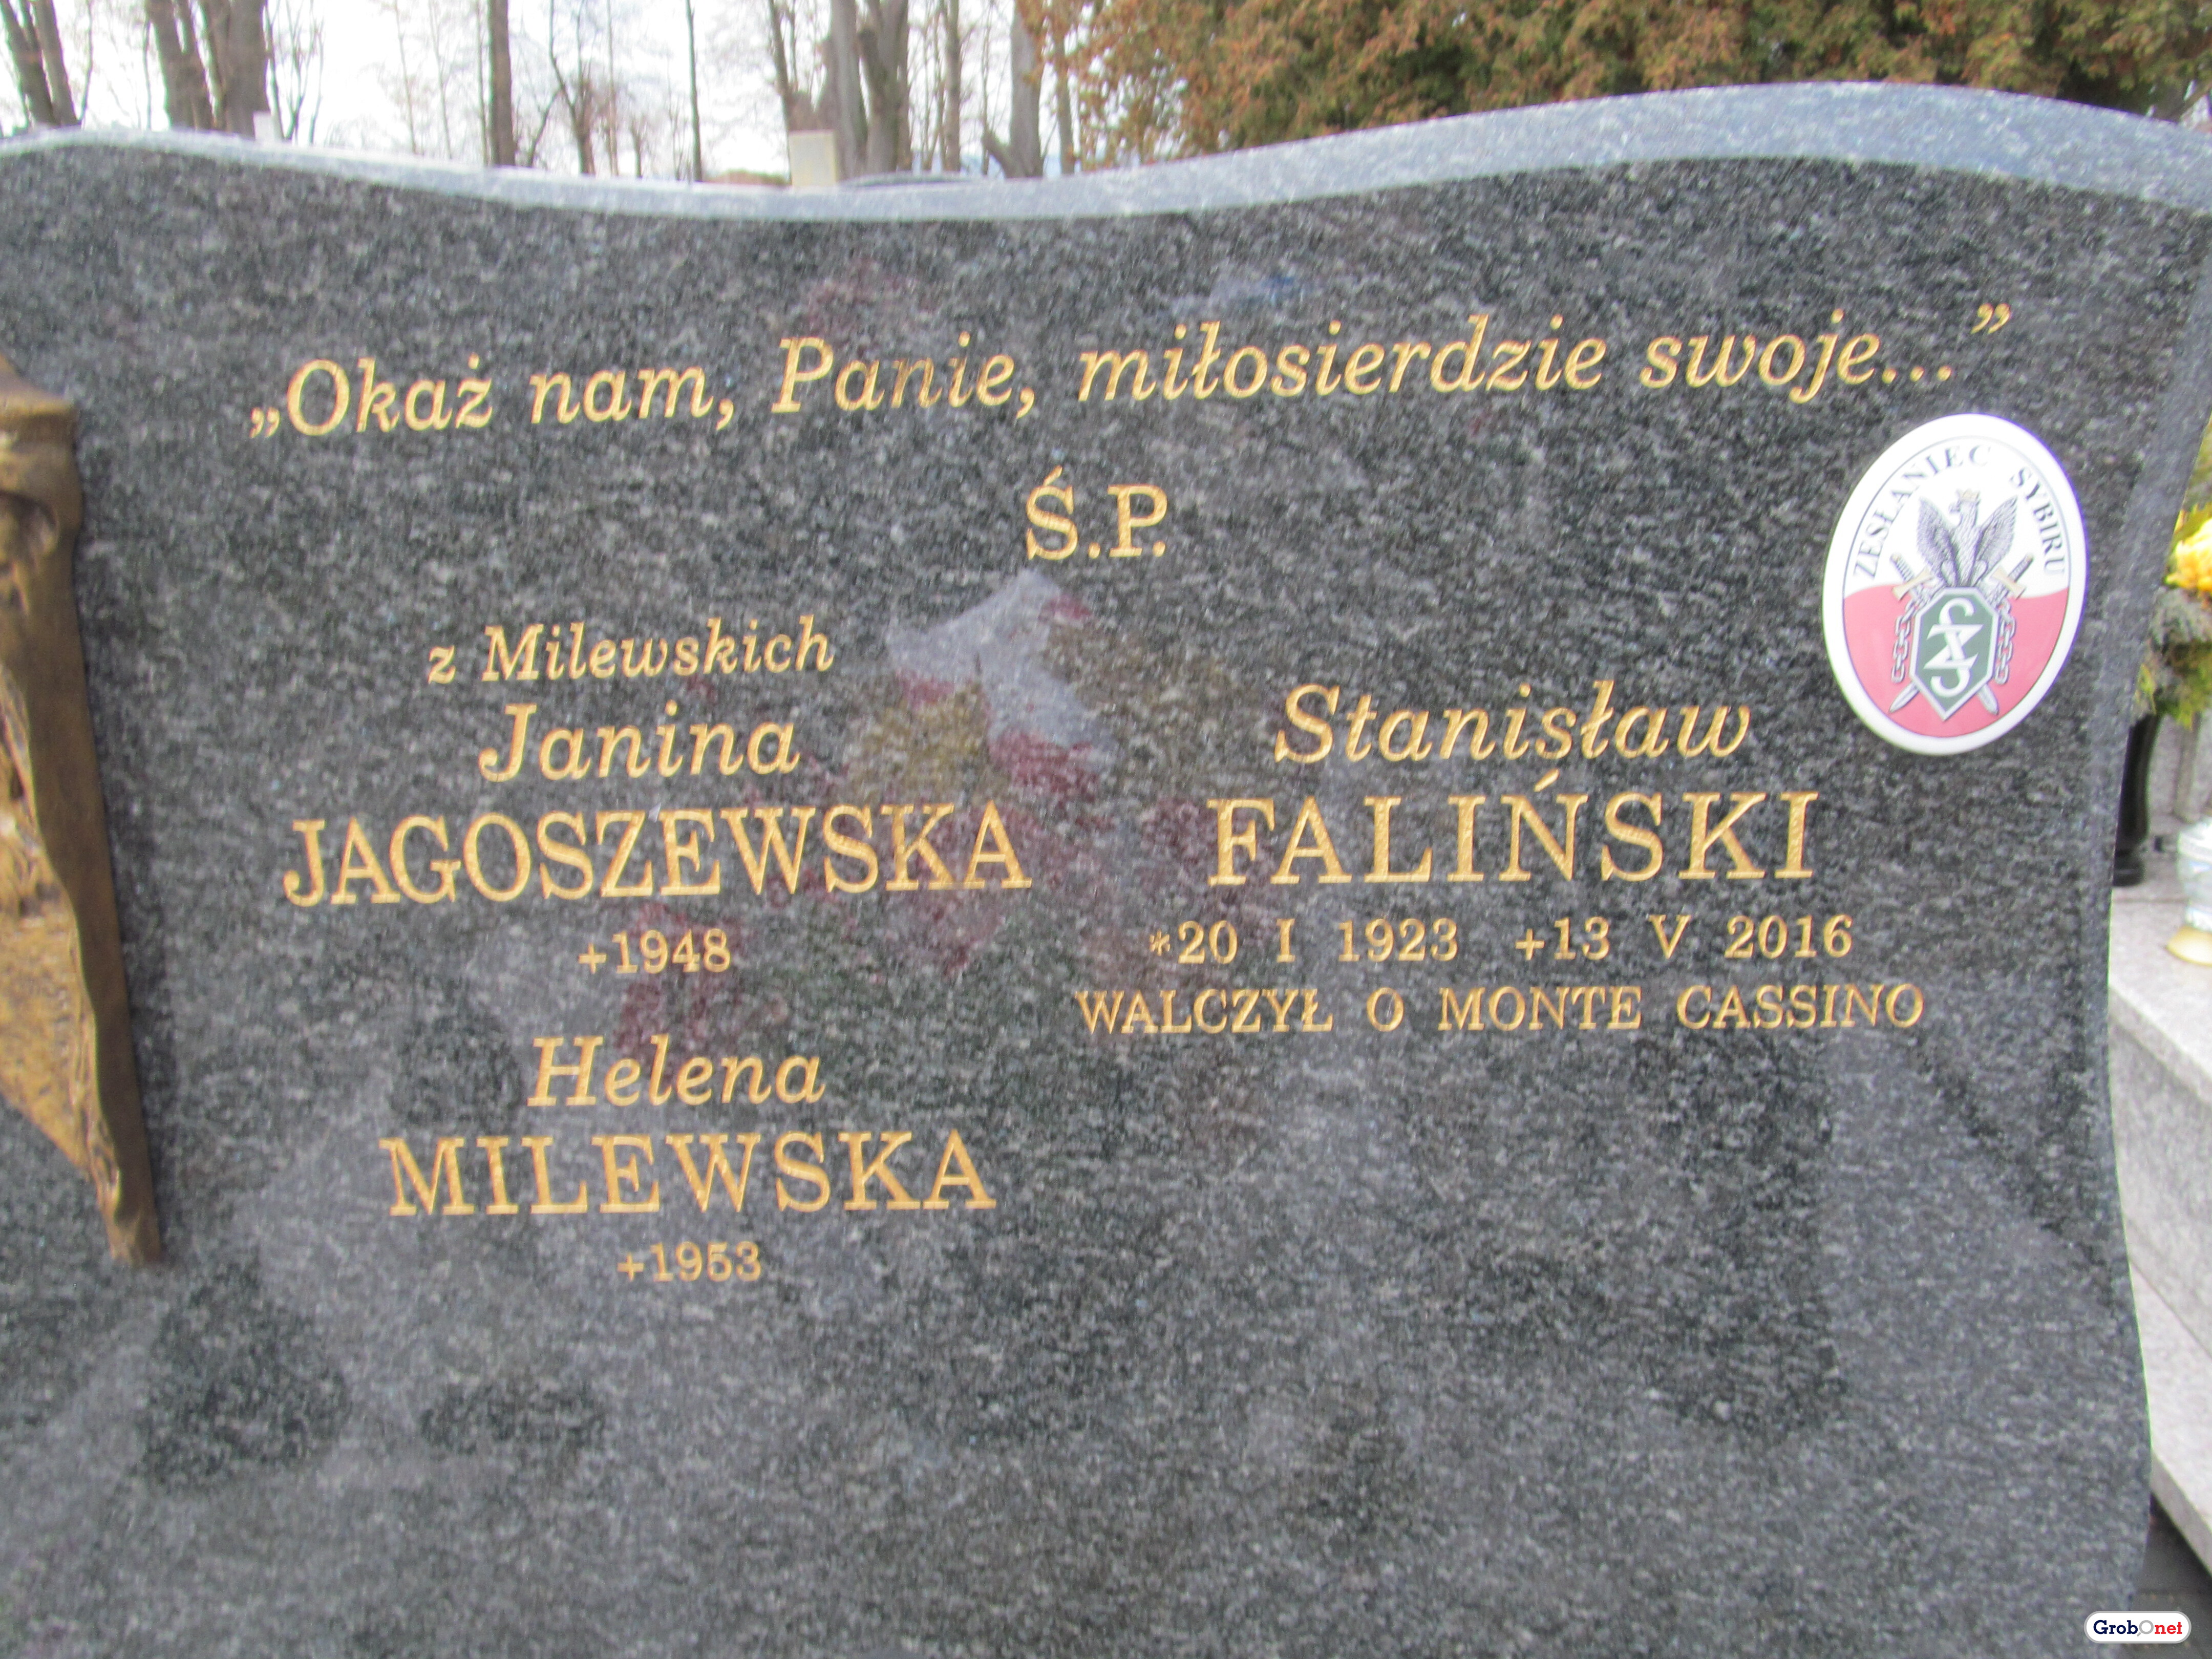 „Okaż nam, Panie, miłosierdzie swoje...”
Ś.P.
z Milewskich
Janina
JAGOSZEWSKA
+1948
Helena
MILEWSKA
+1953
Stanisław
FALIŃSKI
*20 I 1923 +13 V 2016
WALCZYŁ O MONTE CASSINO
ZESŁANIEC SYBIRU
ZS
Grobonet